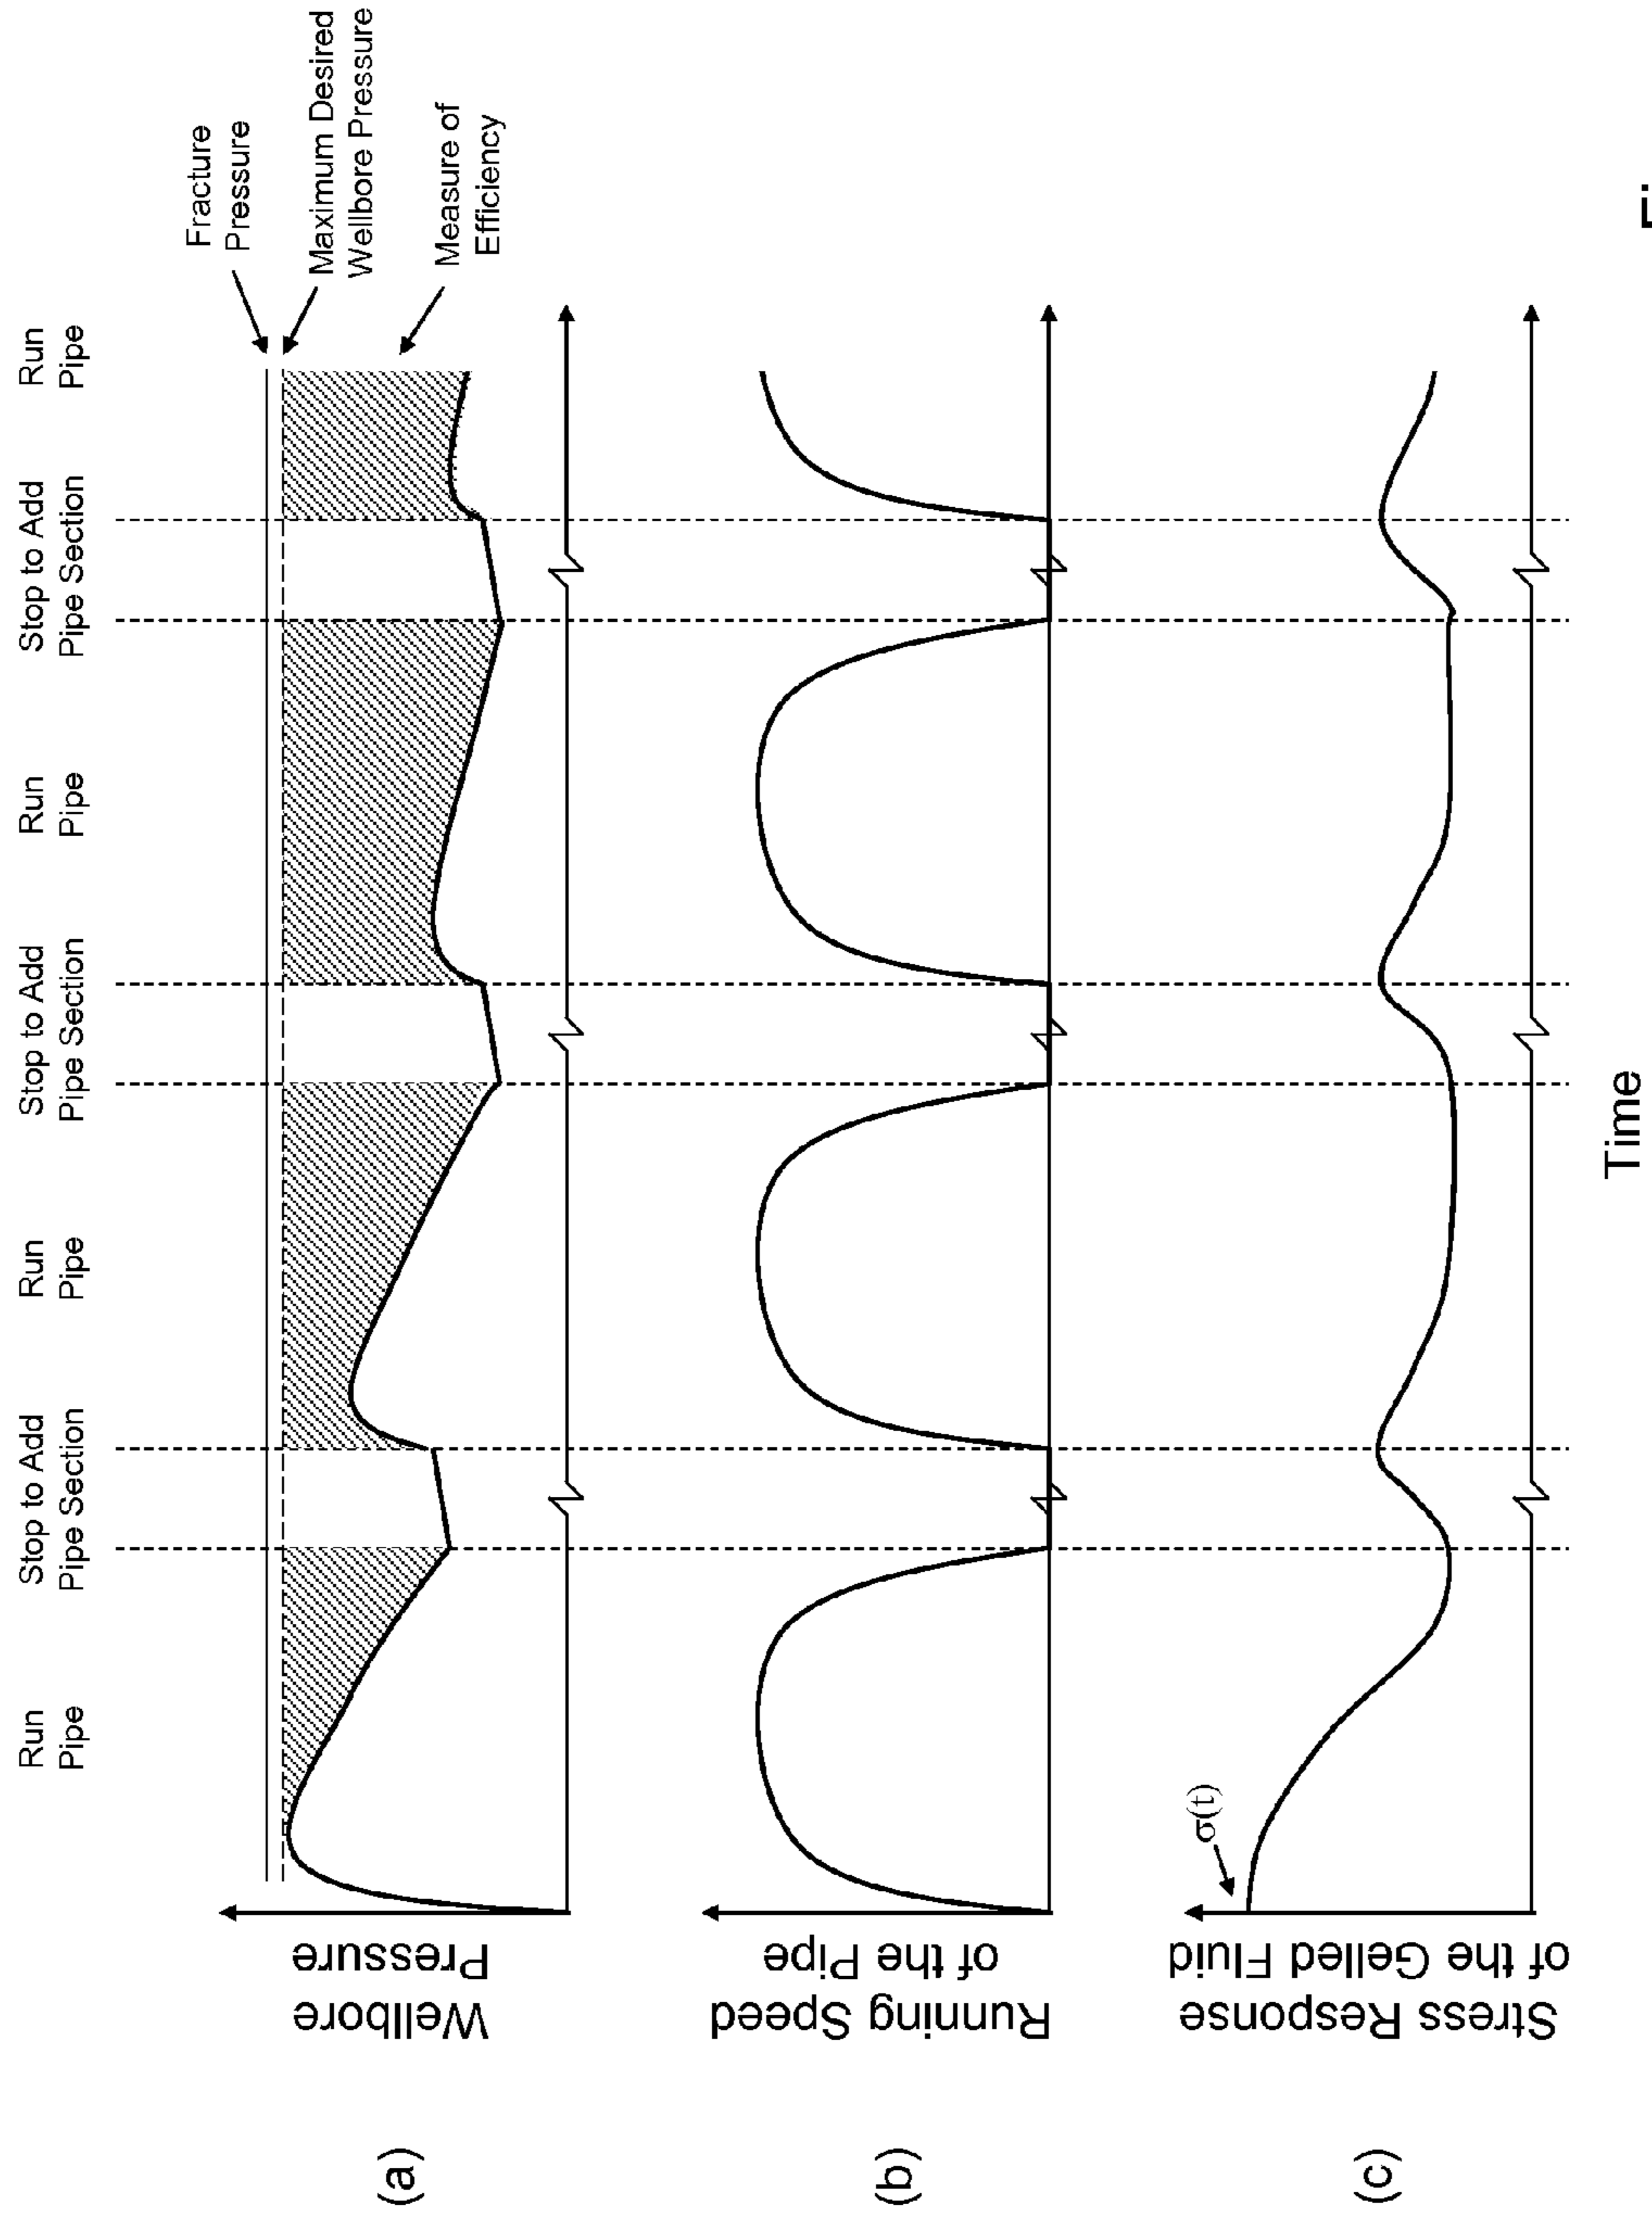 Run
Pipe
Stop to Add
Pipe Section
Run
Pipe
Stop to Add
Pipe Section
Run
Pipe
Stop to Add
Pipe Section
Run
Pipe
Fracture
Pressure
Maximum Desired
Wellbore Pressure
Measure of
Efficiency
(a)
Wellbore
Pressure
(b)
Running Speed
of the Pipe
(c)
Stress Response
of the Gelled Fluid
σ(t)
Time